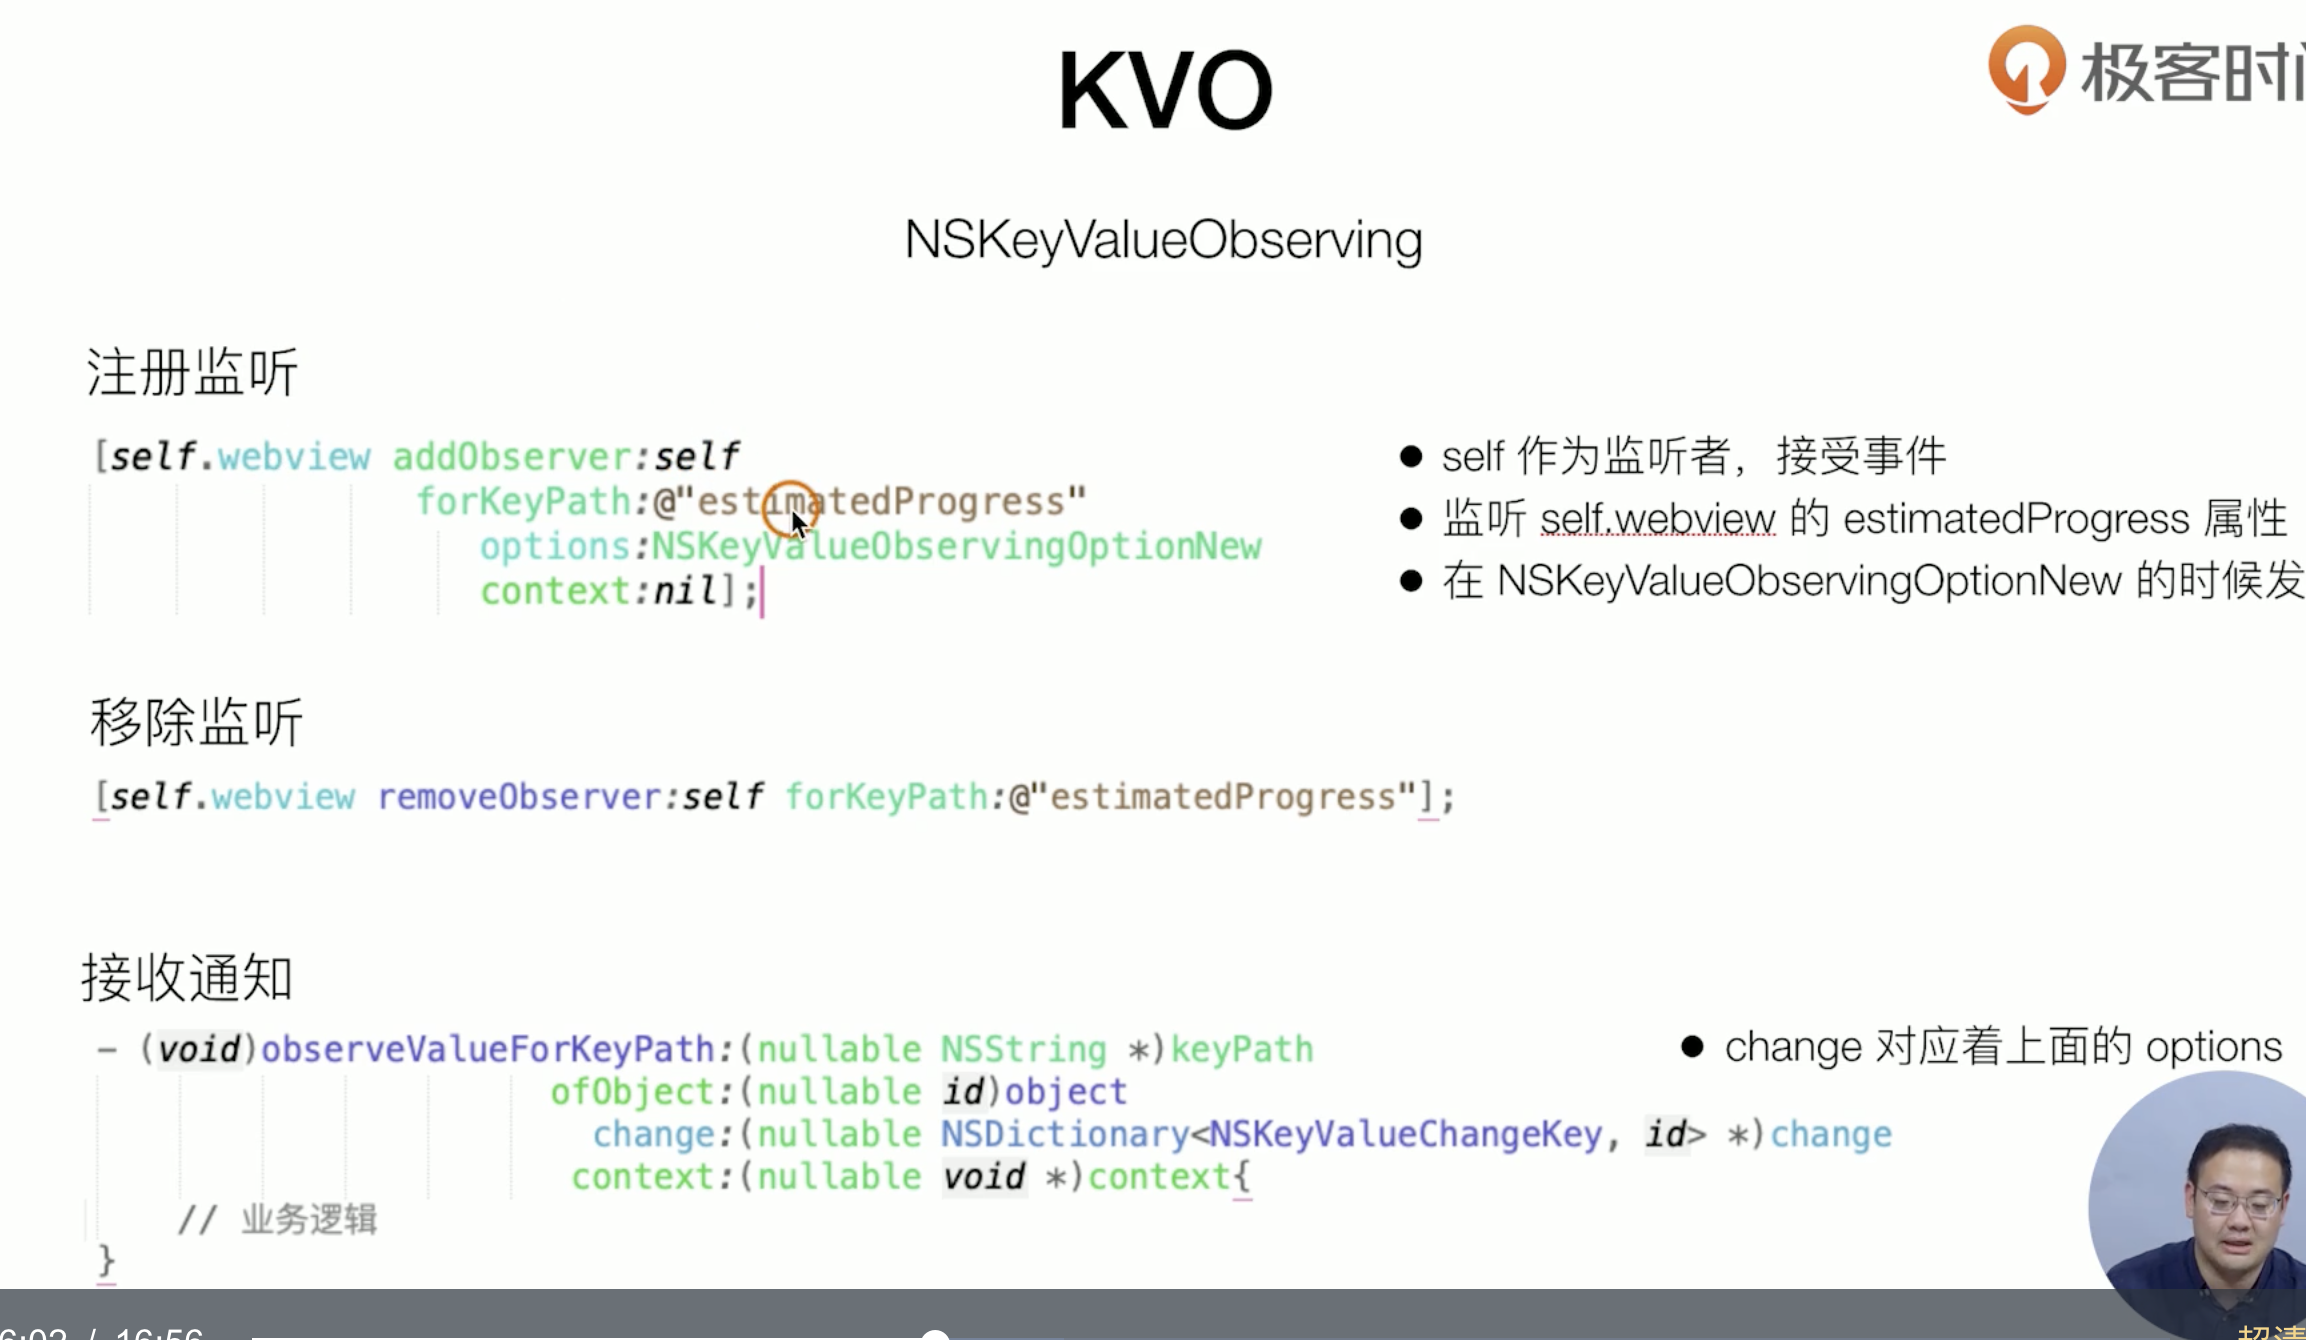 KVO
极客时
NSKeyValueObserving
注册监听
[self.webview addObserver:self
forKeyPath:@"estimatedProgress"
options:NSKeyValueObservingOptionNew
context:nil];
● self 作为监听者，接受事件
● 监听 self.webview 的 estimatedProgress 属性
● 在 NSKeyValueObservingOptionNew 的时候发
移除监听
[self.webview removeObserver:self forKeyPath:@"estimatedProgress"];
接收通知
- (void)observeValueForKeyPath:(nullable NSString *)keyPath
ofObject:(nullable id)object
change:(nullable NSDictionary<NSKeyValueChangeKey, id> *)change
context:(nullable void *)context{
// 业务逻辑
}
● change 对应着上面的 options
6:02 / 16:56
超清